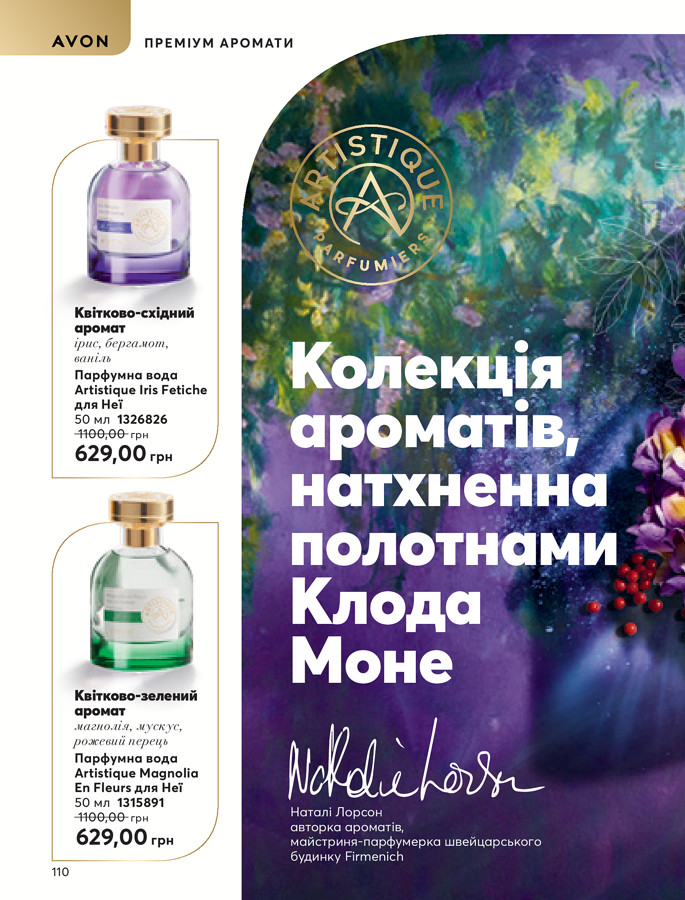 AVON
ПРЕМІУМ АРОМАТИ
ARTISTIQUE
PARFUMIERS
Квітково-східний
аромат
ірис, бергамот,
ваніль
Парфумна вода
Artistique Iris Fetiche
для Неї
50 мл 1326826
1100,00 грн
629,00 грн
ARTISTIQUE
Квітково-зелений
аромат
магнолія, мускус,
рожевий перець
Парфумна вода
Artistique Magnolia
En Fleurs для Неї
50 мл 1315891
1100,00 грн
629,00 грн
Колекція
ароматів,
натхненна
полотнами
Клода
Моне
Наталі Лорсон
авторка ароматів,
майстриня-парфумерка швейцарського
будинку Firmenich
110